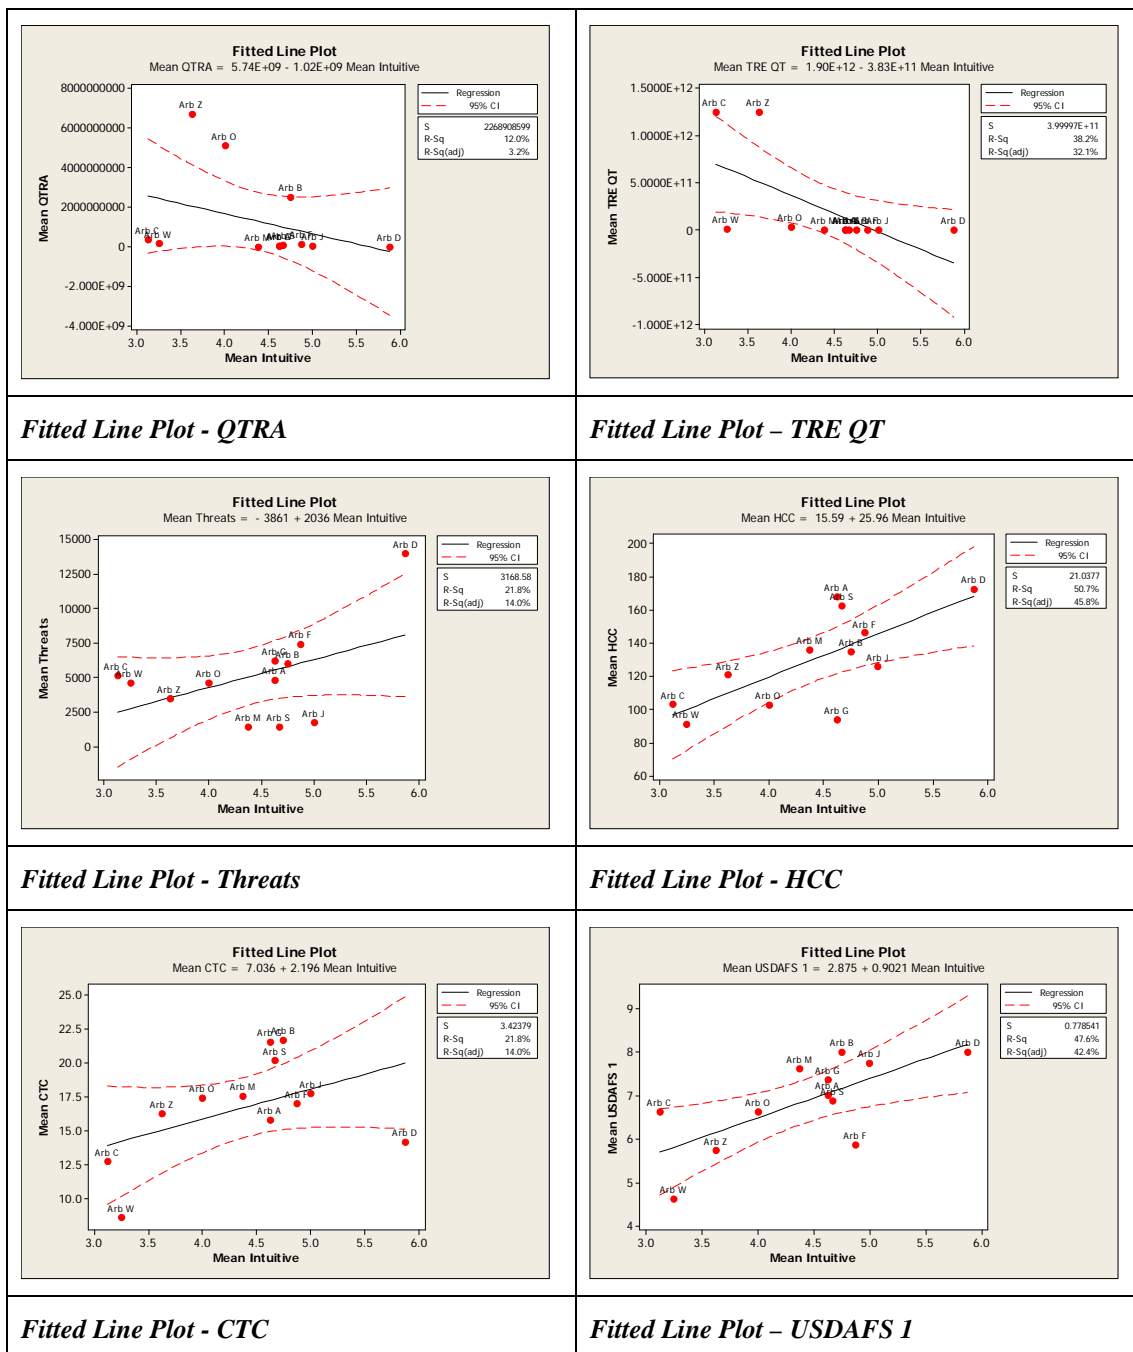 Fitted Line Plot
Mean QTRA = 5.74E+09 - 1.02E+09 Mean Intuitive
8000000000
6000000000
4000000000
2000000000
0
-2.000E+09
-4.000E+09
Mean QTRA
Arb Z
Arb O
Arb B
Arb C
Arb W
Arb M
Arb J
Arb D
3.0 3.5 4.0 4.5 5.0 5.5 6.0
Mean Intuitive
Regression
95% CI
S 2268908599
R-Sq 12.0%
R-Sq(adj) 3.2%
Fitted Line Plot
Mean TRE QT = 1.90E+12 - 3.83E+11 Mean Intuitive
1.5000E+12
1.0000E+12
5.0000E+11
0
-5.000E+11
-1.000E+12
Mean TRE QT
Arb C
Arb Z
Arb W
Arb O
Arb M
Arb J
Arb D
3.0 3.5 4.0 4.5 5.0 5.5 6.0
Mean Intuitive
Regression
95% CI
S 3.99997E+11
R-Sq 38.2%
R-Sq(adj) 32.1%
Fitted Line Plot - QTRA
Fitted Line Plot – TRE QT
Fitted Line Plot
Mean Threats = - 3861 + 2036 Mean Intuitive
15000
12500
10000
7500
5000
2500
0
Mean Threats
Arb D
Arb F
Arb G
Arb B
Arb C
Arb W
Arb O
Arb A
Arb Z
Arb M
Arb S
Arb J
3.0 3.5 4.0 4.5 5.0 5.5 6.0
Mean Intuitive
Regression
95% CI
S 3168.58
R-Sq 21.8%
R-Sq(adj) 14.0%
Fitted Line Plot
Mean HCC = 15.59 + 25.96 Mean Intuitive
200
180
160
140
120
100
80
60
Mean HCC
Arb A
Arb S
Arb D
Arb F
Arb M
Arb B
Arb J
Arb Z
Arb C
Arb O
Arb W
Arb G
3.0 3.5 4.0 4.5 5.0 5.5 6.0
Mean Intuitive
Regression
95% CI
S 21.0377
R-Sq 50.7%
R-Sq(adj) 45.8%
Fitted Line Plot - Threats
Fitted Line Plot - HCC
Fitted Line Plot
Mean CTC = 7.036 + 2.196 Mean Intuitive
25.0
22.5
20.0
17.5
15.0
12.5
10.0
Mean CTC
Arb G
Arb B
Arb S
Arb O
Arb M
Arb J
Arb F
Arb Z
Arb A
Arb D
Arb C
Arb W
3.0 3.5 4.0 4.5 5.0 5.5 6.0
Mean Intuitive
Regression
95% CI
S 3.42379
R-Sq 21.8%
R-Sq(adj) 14.0%
Fitted Line Plot
Mean USDAFS 1 = 2.875 + 0.9021 Mean Intuitive
9
8
7
6
5
4
Mean USDAFS 1
Arb B
Arb D
Arb J
Arb M
Arb G
Arb A
Arb S
Arb C
Arb O
Arb Z
Arb F
Arb W
3.0 3.5 4.0 4.5 5.0 5.5 6.0
Mean Intuitive
Regression
95% CI
S 0.778541
R-Sq 47.6%
R-Sq(adj) 42.4%
Fitted Line Plot - CTC
Fitted Line Plot – USDAFS 1